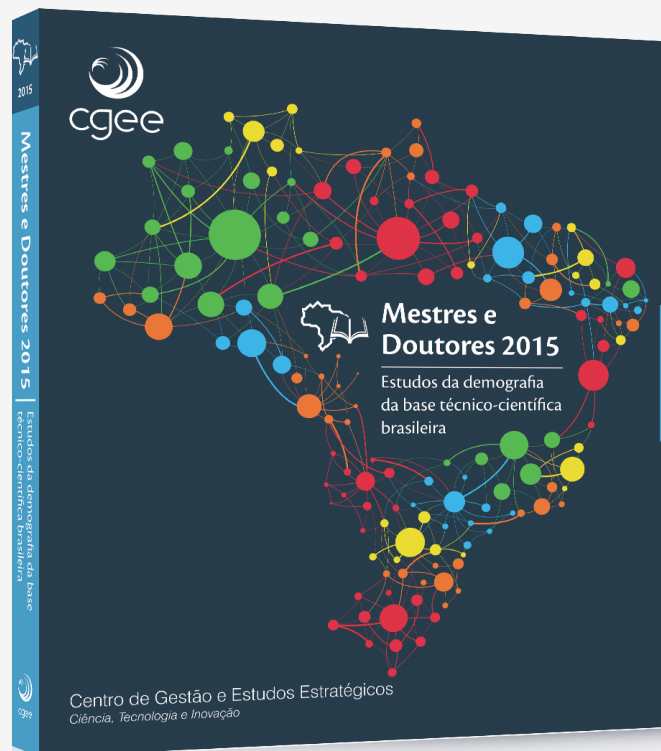 2015
Mestres e Doutores 2015
Estudos da demografia da base
técnico-científica brasileira
cgee
cgee
Mestres e
Doutores 2015
Estudos da demografia
da base técnico-científica
brasileira
Centro de Gestão e Estudos Estratégicos
Ciência, Tecnologia e Inovação